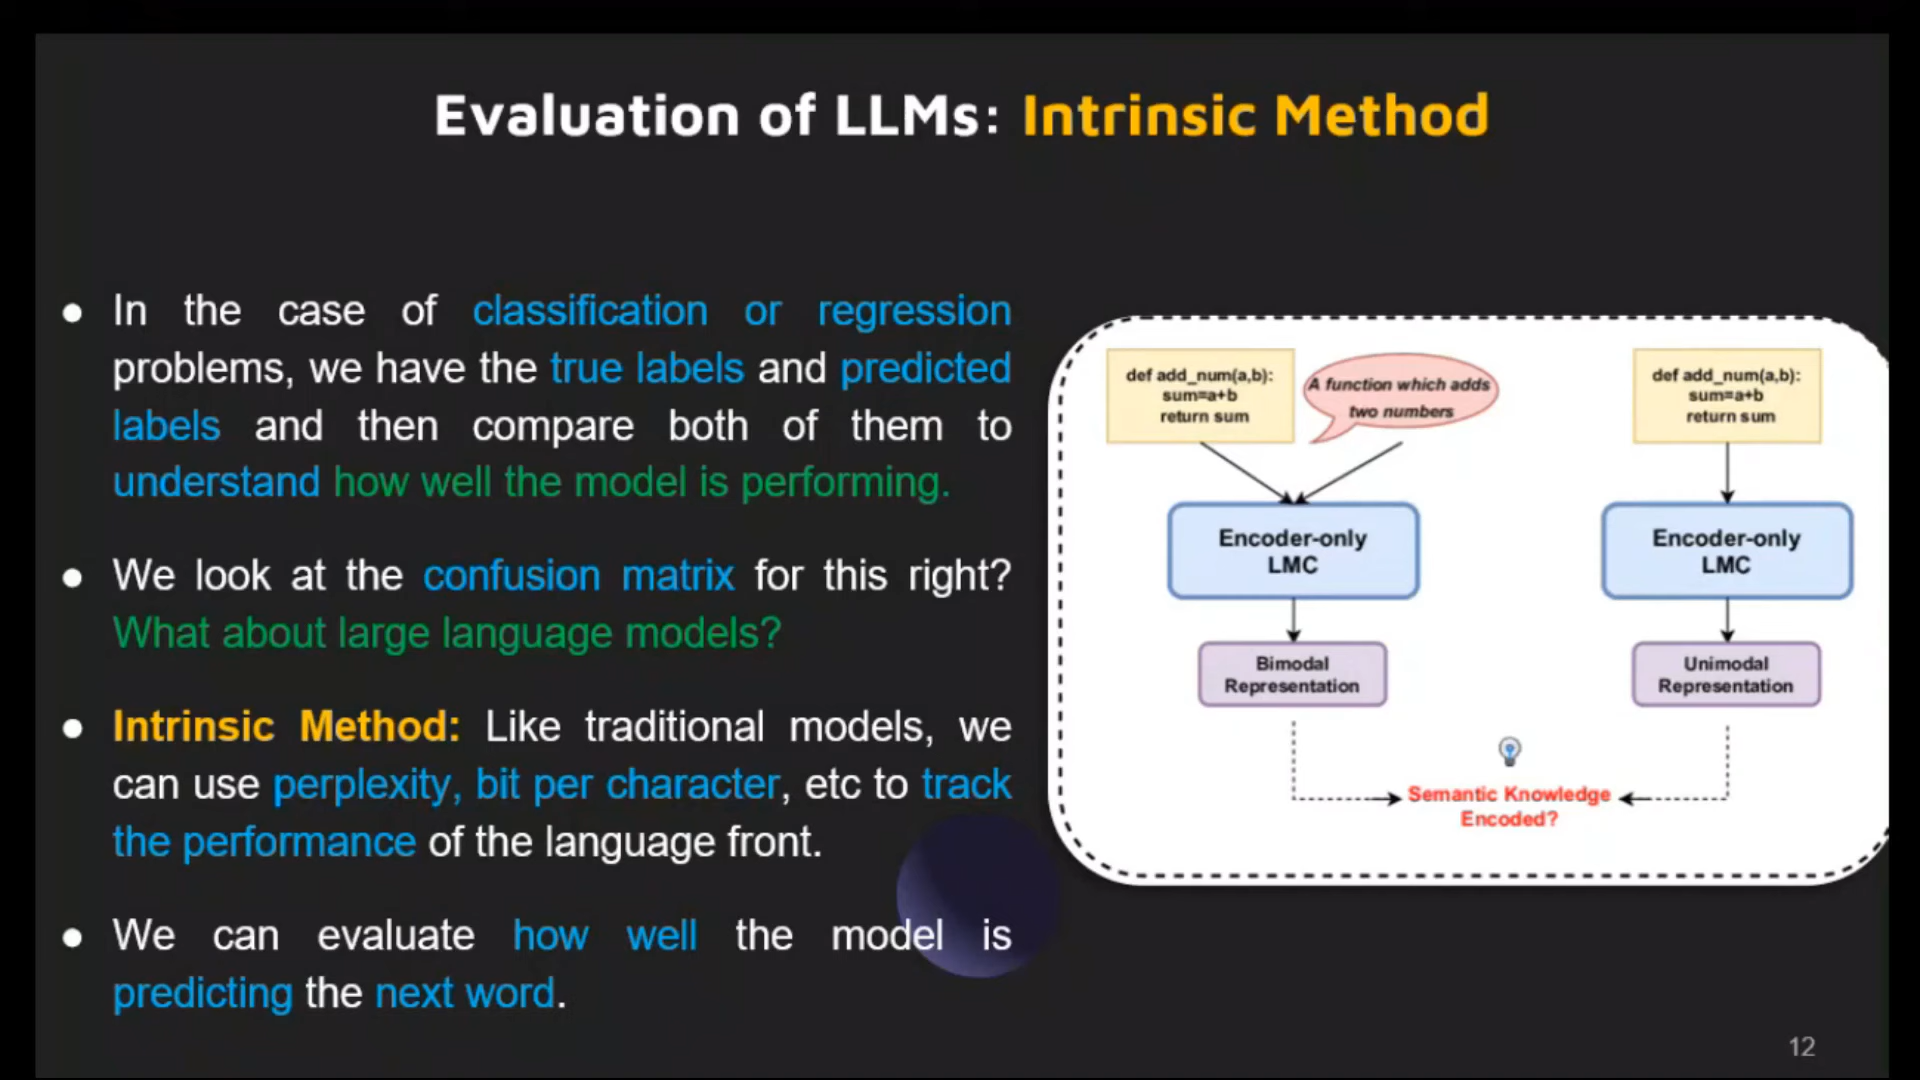 Evaluation of LLMs: Intrinsic Method
● In the case of classification or regression
problems, we have the true labels and predicted
labels and then compare both of them to
understand how well the model is performing.
● We look at the confusion matrix for this right?
What about large language models?
● Intrinsic Method: Like traditional models, we
can use perplexity, bit per character, etc to track
the performance of the language front.
● We can evaluate how well the model is
predicting the next word.
def add_num(a,b):
sum=a+b
return sum
A function which adds
two numbers
def add_num(a,b):
sum=a+b
return sum
Encoder-only
LMC
Encoder-only
LMC
Bimodal
Representation
Unimodal
Representation
Semantic Knowledge
Encoded?
12